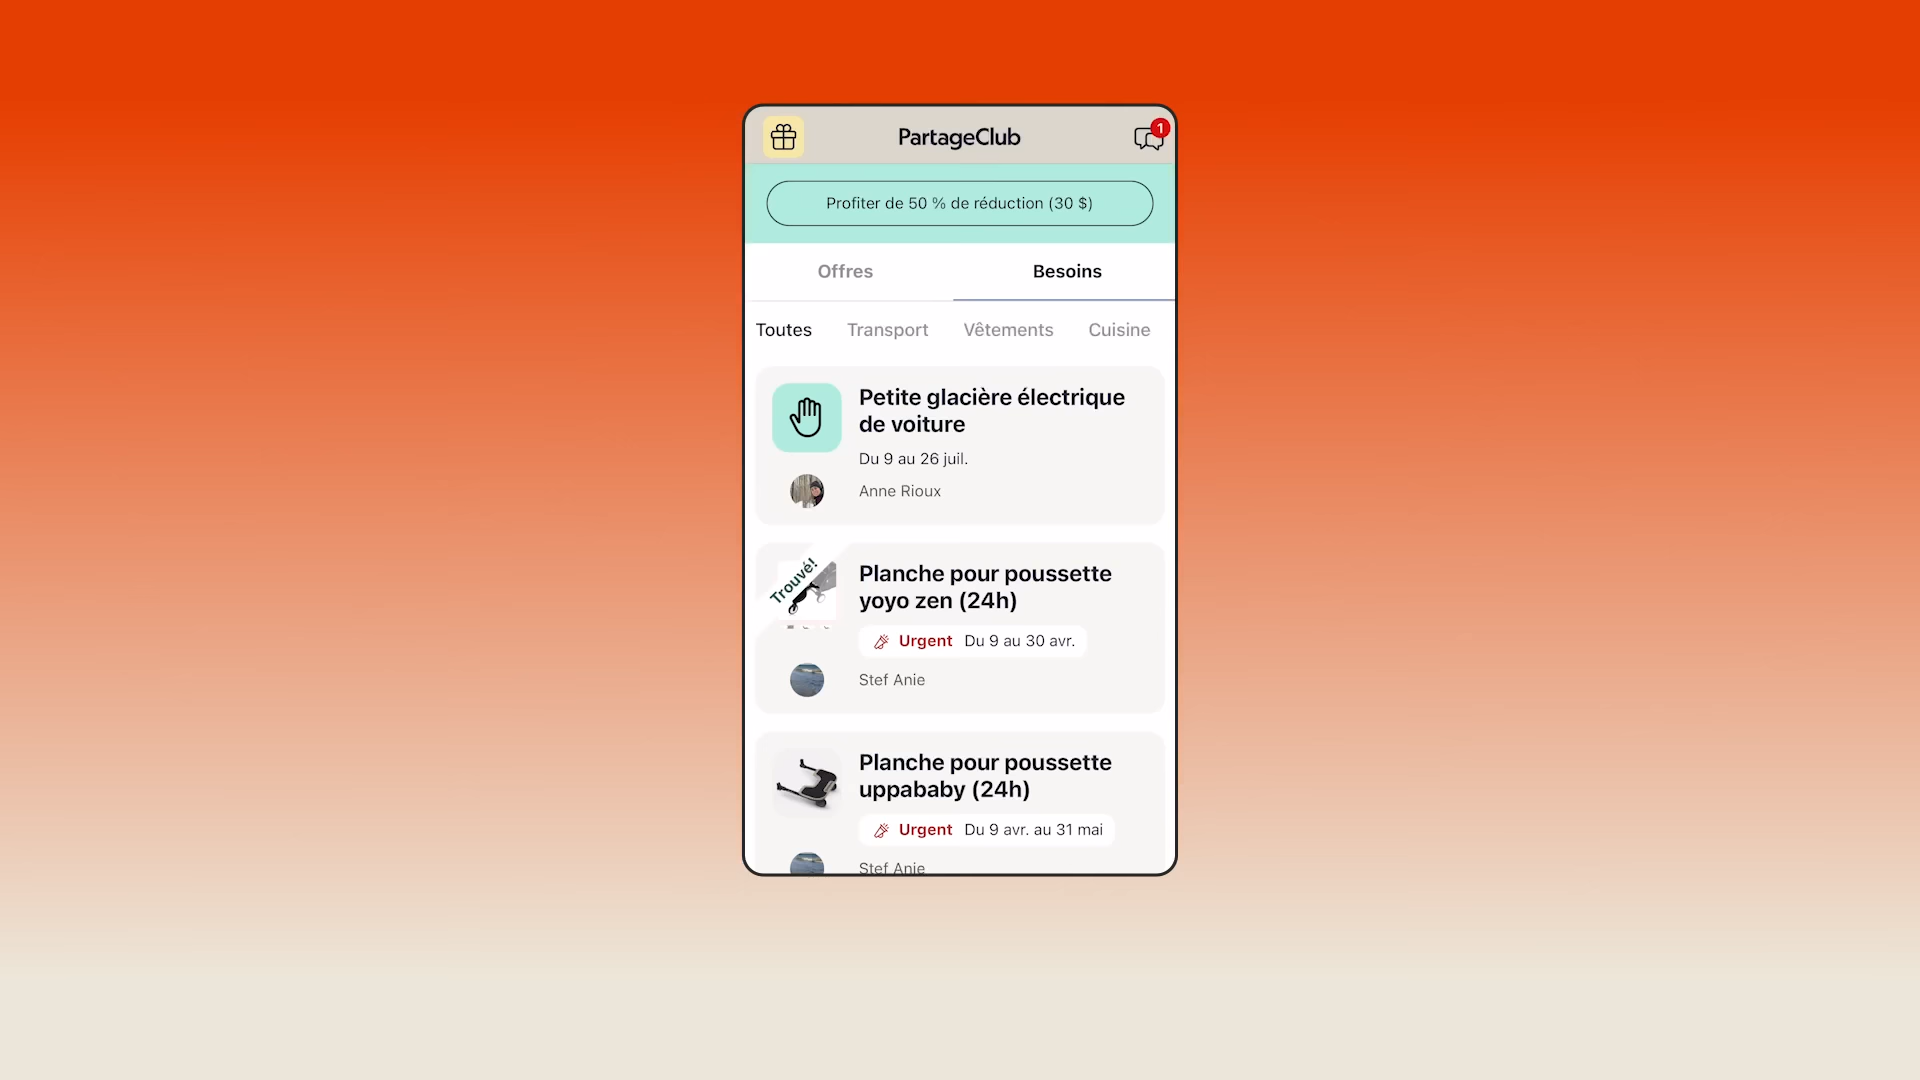 PartageClub
1
Profiter de 50 % de réduction (30 $)
Offres
Besoins
Toutes
Transport
Vêtements
Cuisine
Petite glacière électrique
de voiture
Du 9 au 26 juil.
Anne Rioux
Trouvé!
Planche pour poussette
yoyo zen (24h)
Urgent Du 9 au 30 avr.
Stef Anie
Planche pour poussette
uppababy (24h)
Urgent Du 9 avr. au 31 mai
Stef Anie